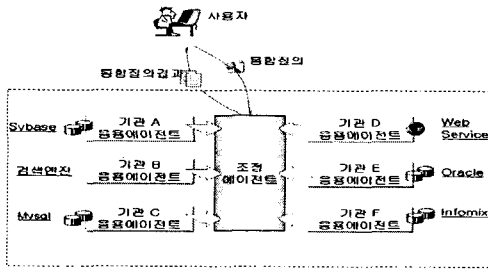 사용자
통합질의
통합질의결과
Sybase
기관 A
응용에이전트
기관 D
응용에이전트
Web
Service
검색엔진
기관 B
응용에이전트
조정
에이전트
기관 E
응용에이전트
Oracle
Mysql
기관 C
응용에이전트
기관 F
응용에이전트
Infomix